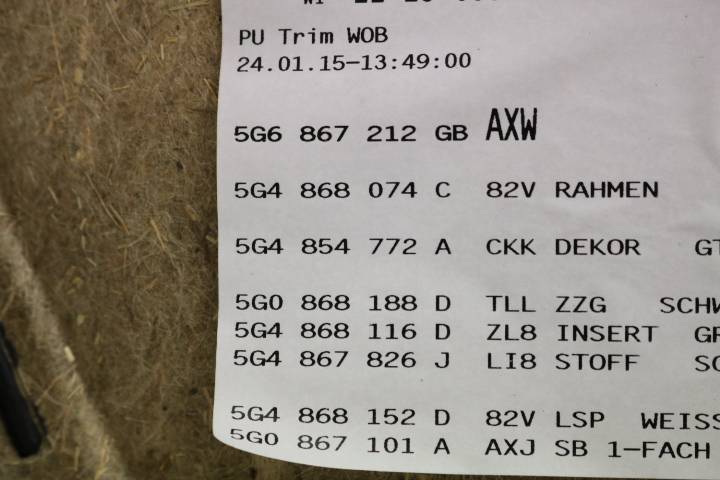 PU Trim WOB
24.01.15-13:49:00
5G6 867 212 GB AXW
5G4 868 074 C 82V RAHMEN
5G4 854 772 A CKK DEKOR
5G0 868 188 D TLL ZZG SCHW
5G4 868 116 D ZL8 INSERT
5G4 867 826 J LI8 STOFF
5G4 868 152 D 82V LSP WEISS
5G0 867 101 A AXJ SB 1-FACH